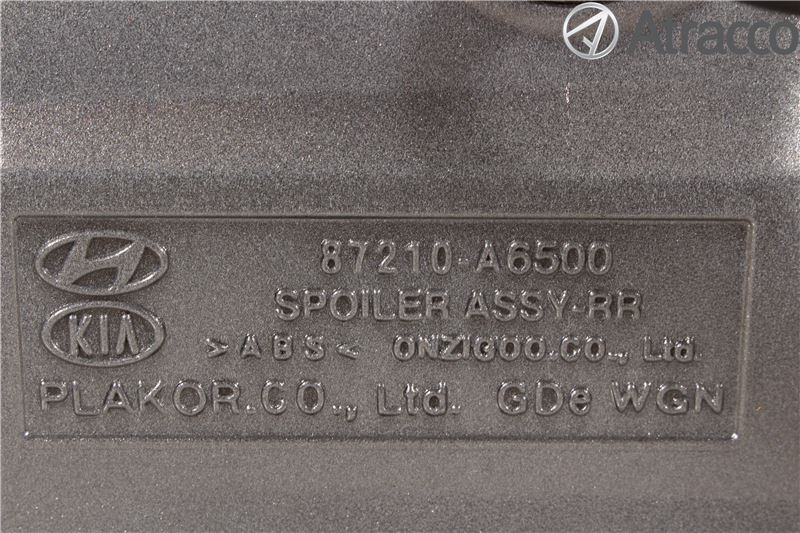 Atracco
87210-A6500
SPOILER ASSY-RR
KIA
>ABS< ONZIGOO.CO., Ltd.
PLAKOR.CO., Ltd. GDe WGN